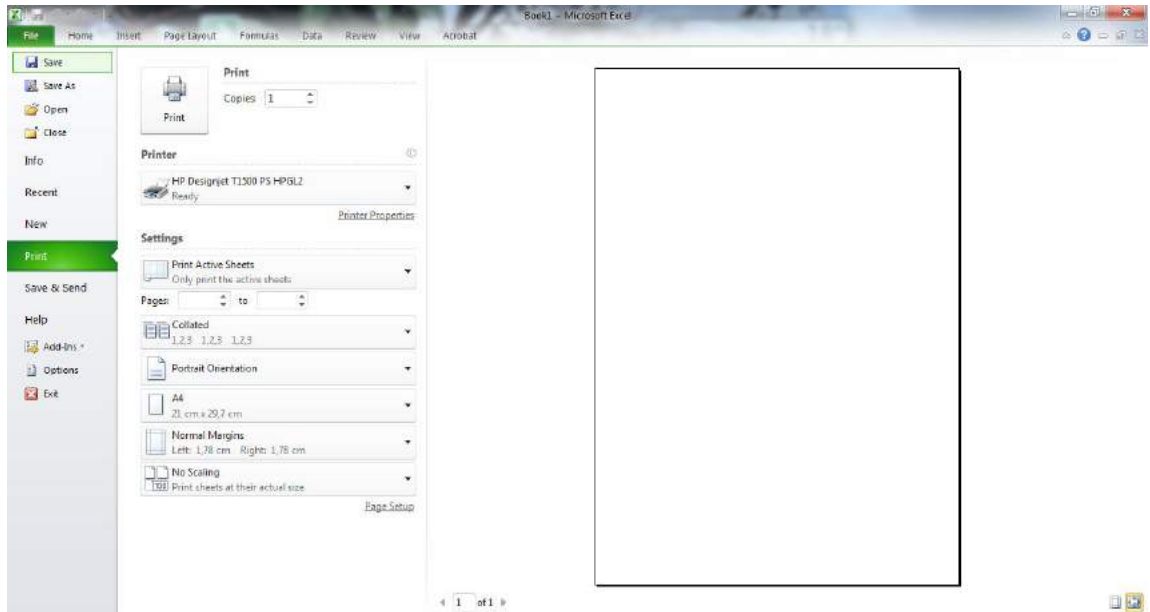 Book1 - Microsoft Excel
File Home Insert Page Layout Formulas Data Review View Acrobat
Save
Save As
Open
Close
Info
Recent
New
Print
Save & Send
Help
Add-Ins
Options
Exit
Print
Copies: 1
Print
Printer
HP Designjet T1500 PS HPGL2
Ready
Printer Properties
Settings
Print Active Sheets
Only print the active sheets
Pages: to
Collated
1,2,3 1,2,3 1,2,3
Portrait Orientation
A4
21 cm x 29,7 cm
Normal Margins
Left: 1,78 cm Right: 1,78 cm
No Scaling
Print sheets at their actual size
Page Setup
1 of 1